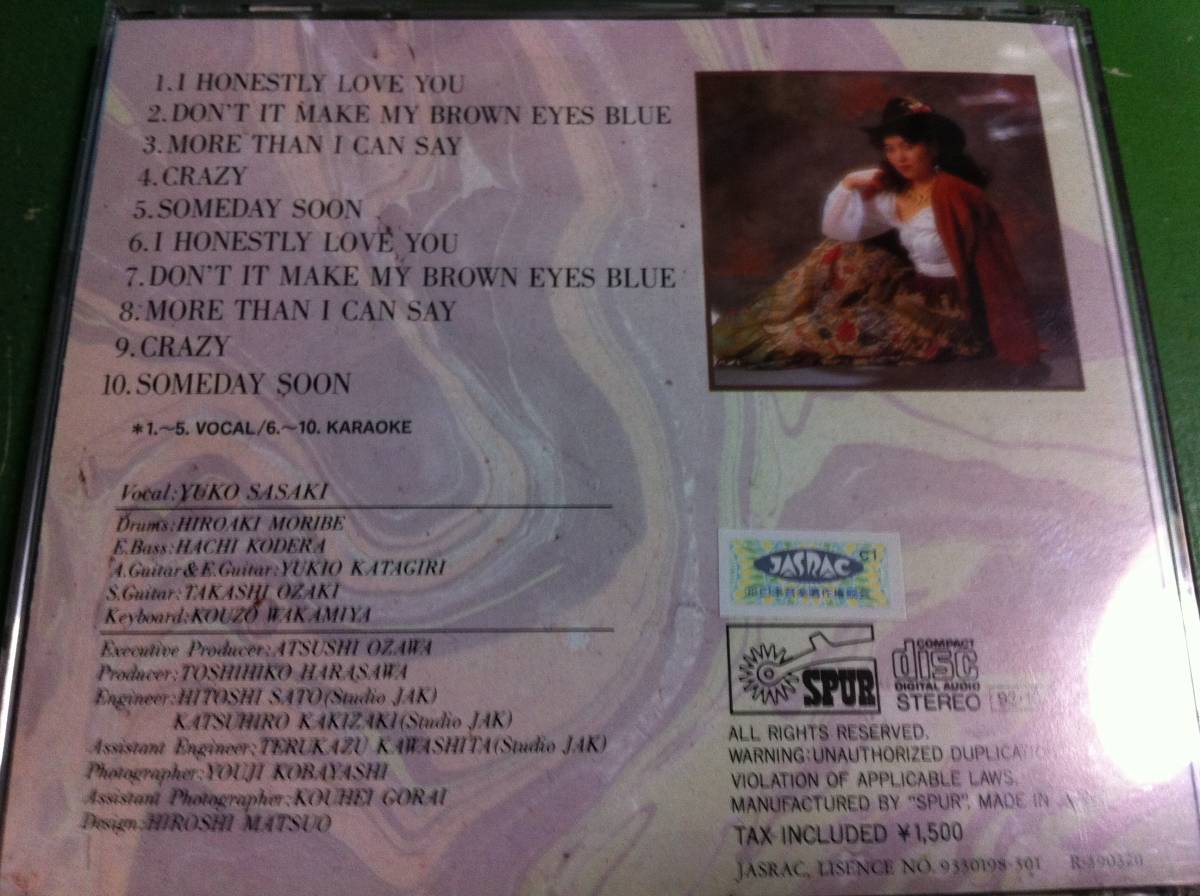 1. I HONESTLY LOVE YOU
2. DON'T IT MAKE MY BROWN EYES BLUE
3. MORE THAN I CAN SAY
4. CRAZY
5. SOMEDAY SOON
6. I HONESTLY LOVE YOU
7. DON'T IT MAKE MY BROWN EYES BLUE
8. MORE THAN I CAN SAY
9. CRAZY
10. SOMEDAY SOON
*1.~5. VOCAL/6.~10. KARAOKE
Vocal:YUKO SASAKI
Drums:HIROAKI MORIBE
E.Bass:HACHI KODERA
A.Guitar&E.Guitar:YUKIO KATAGIRI
S.Guitar:TAKASHI OZAKI
Keyboard:KOUZO WAKAMIYA
Executive Producer:ATSUSHI OZAWA
Producer:TOSHIHIKO HARASAWA
Engineer:HITOSHI SATO(Studio JAK)
KATSUHIRO KAKIZAKI(Studio JAK)
Assistant Engineer:TERUKAZU KAWASHITA(Studio JAK)
Photographer:YOUJI KOBAYASHI
Assistant Photographer:KOUHEI GORAI
Design:HIROSHI MATSUO
C1
JASRAC
SPUR
COMPACT
disc
DIGITAL AUDIO
STEREO
ALL RIGHTS RESERVED.
WARNING:UNAUTHORIZED
VIOLATION OF APPLICABLE LAWS.
MANUFACTURED BY "SPUR", MADE IN
TAX INCLUDED ¥1,500
JASRAC, LISENCE NO. 9330198-301 R-390320